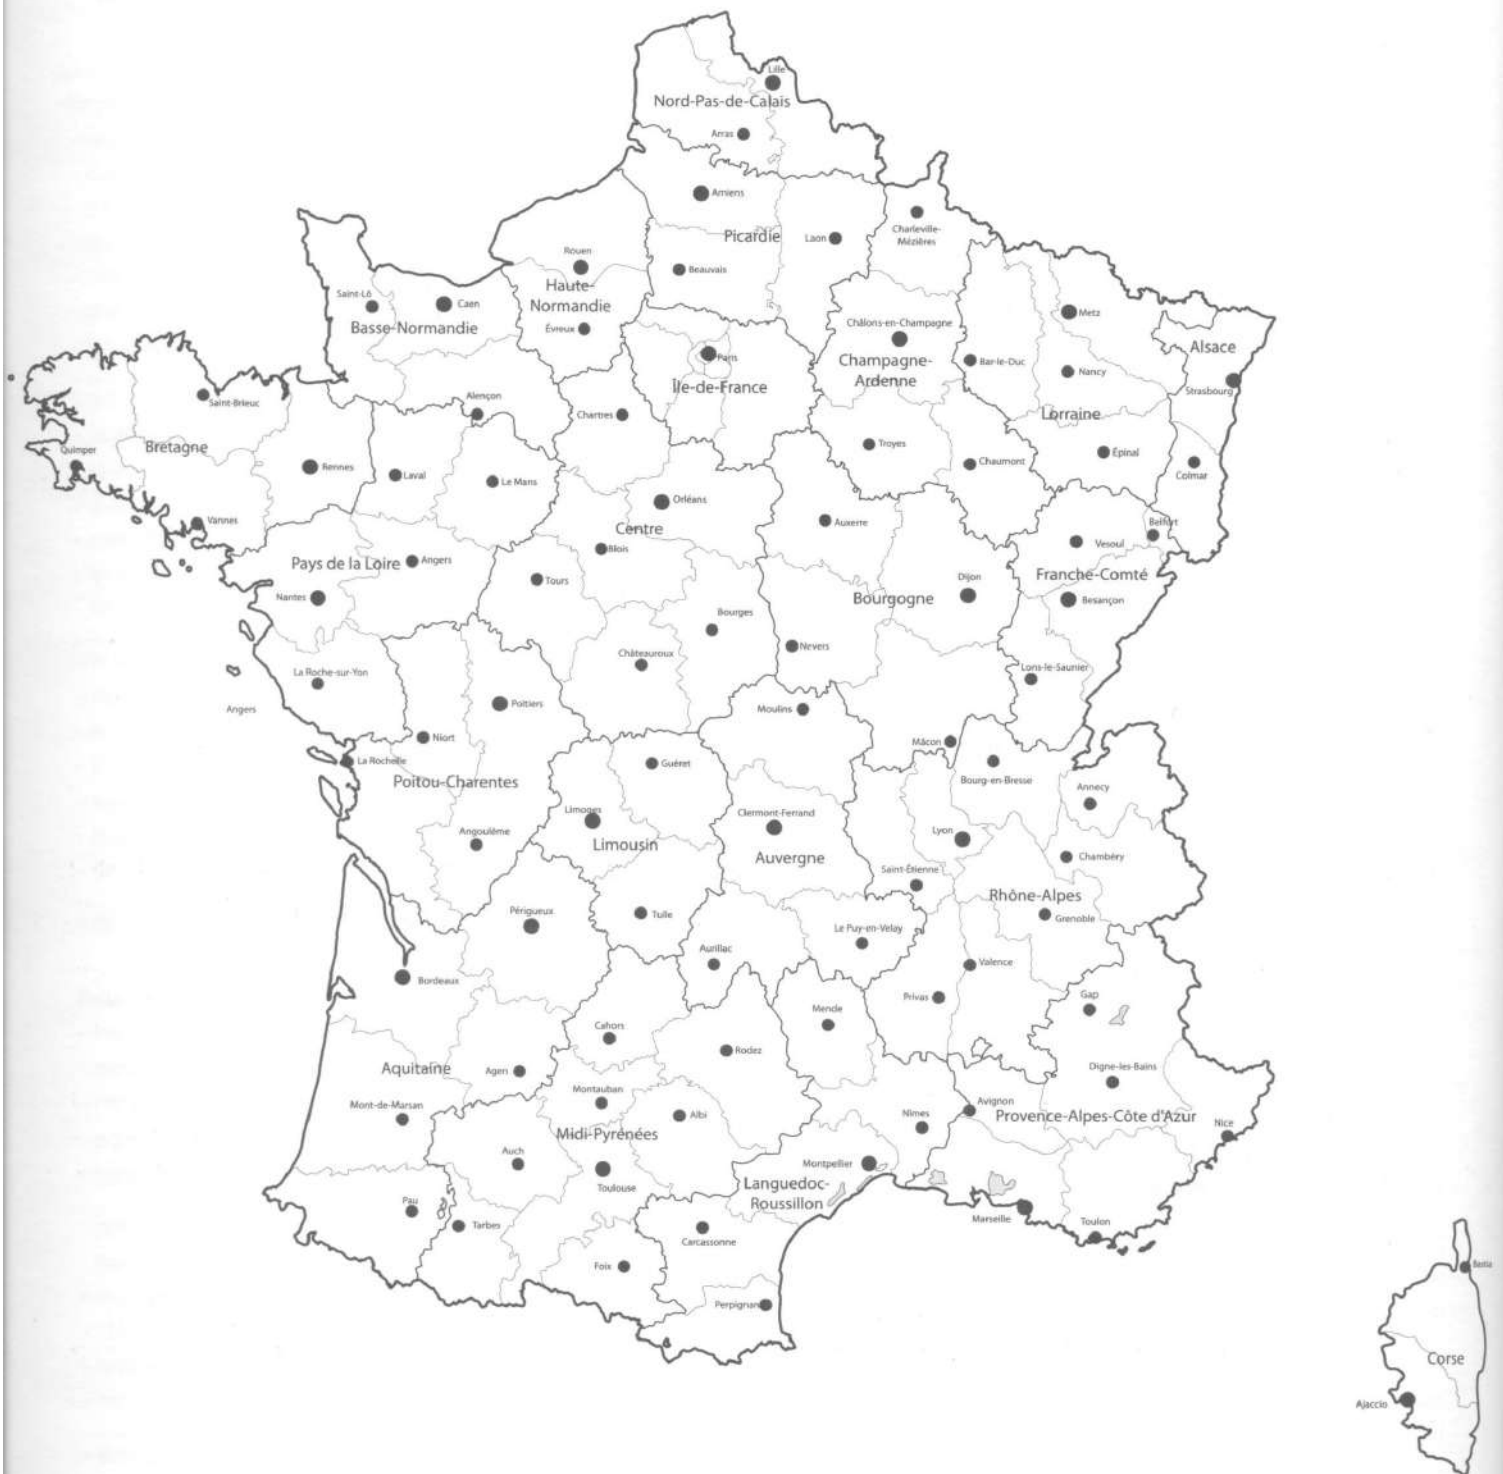 Lille
Nord-Pas-de-Calais
Arras
Amiens
Picardie
Laon
Charleville-
Mézières
Rouen
Beauvais
Haute-
Normandie
Évreux
Saint-Lô
Caen
Basse-Normandie
Châlons-en-Champagne
Champagne-
Ardenne
Metz
Bar-le-Duc
Nancy
Alsace
Strasbourg
Paris
Île-de-France
Lorraine
Alençon
Chartres
Saint-Brieuc
Bretagne
Quimper
Rennes
Laval
Le Mans
Troyes
Chaumont
Épinal
Colmar
Vannes
Orléans
Centre
Blois
Auxerre
Belfort
Vesoul
Franche-Comté
Besançon
Pays de la Loire
Angers
Nantes
Tours
Bourges
Dijon
Bourgogne
Nevers
Châteauroux
Lons-le-Saunier
La Roche-sur-Yon
Angers
Poitiers
Moulins
Niort
Mâcon
La Rochelle
Guéret
Bourg-en-Bresse
Poitou-Charentes
Annecy
Limoges
Clermont-Ferrand
Angoulême
Limousin
Auvergne
Lyon
Chambéry
Saint-Étienne
Rhône-Alpes
Grenoble
Périgueux
Tulle
Le Puy-en-Velay
Aurillac
Valence
Bordeaux
Privas
Gap
Mende
Cahors
Rodez
Aquitaine
Agen
Digne-les-Bains
Montauban
Mont-de-Marsan
Albi
Nîmes
Avignon
Provence-Alpes-Côte d'Azur
Nice
Midi-Pyrénées
Auch
Toulouse
Montpellier
Languedoc-
Roussillon
Pau
Tarbes
Carcassonne
Marseille
Toulon
Foix
Perpignan
Bastia
Corse
Ajaccio